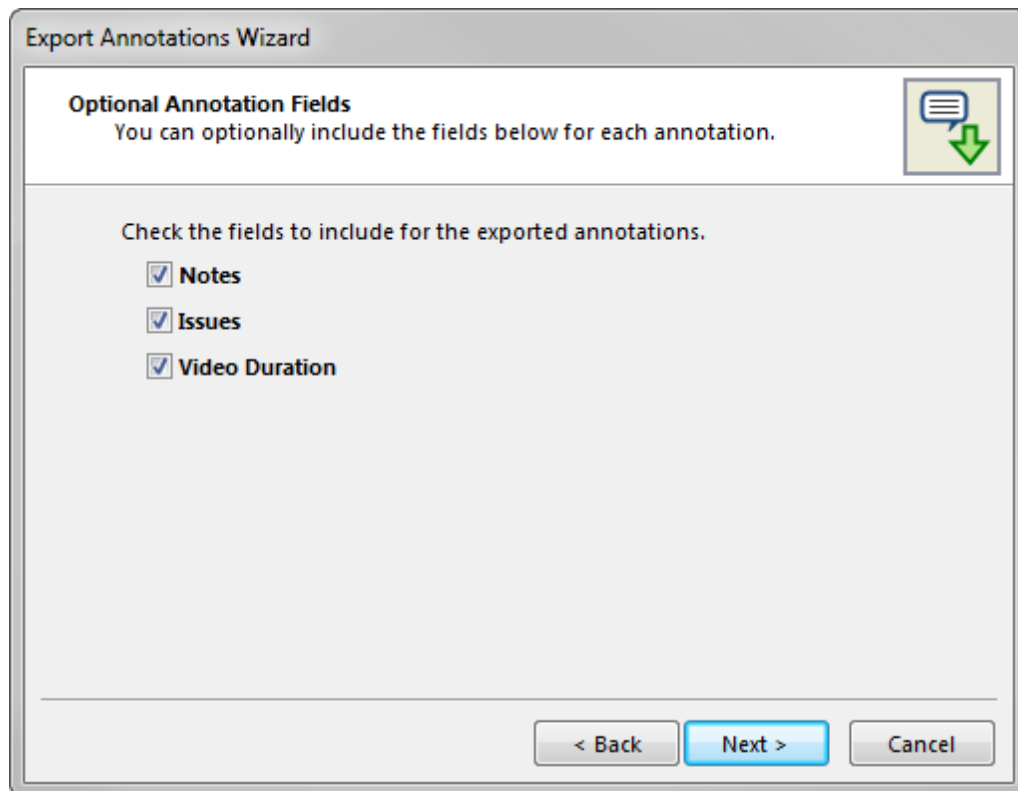 Export Annotations Wizard
Optional Annotation Fields
You can optionally include the fields below for each annotation.
Check the fields to include for the exported annotations.
Notes
Issues
Video Duration
< Back Next > Cancel